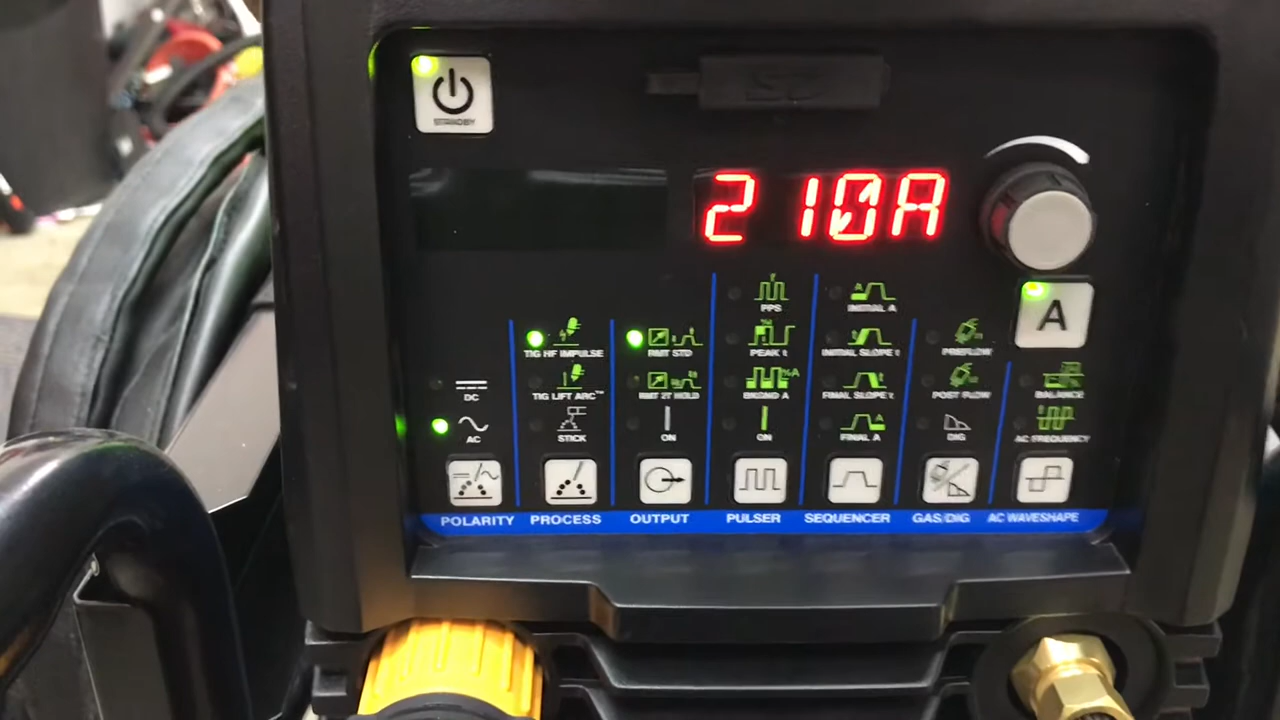 STANDBY
210A
A
PPS
INITIAL A
TIG HF IMPULSE
RMT STD
PEAK t
INITIAL SLOPE t
PREFLOW
DC
TIG LIFT ARC™
RMT 2T HOLD
BKGND A
FINAL SLOPE t
POST FLOW
BALANCE
AC
STICK
ON
ON
FINAL A
DIG
AC FREQUENCY
POLARITY
PROCESS
OUTPUT
PULSER
SEQUENCER
GAS/DIG
AC WAVESHAPE